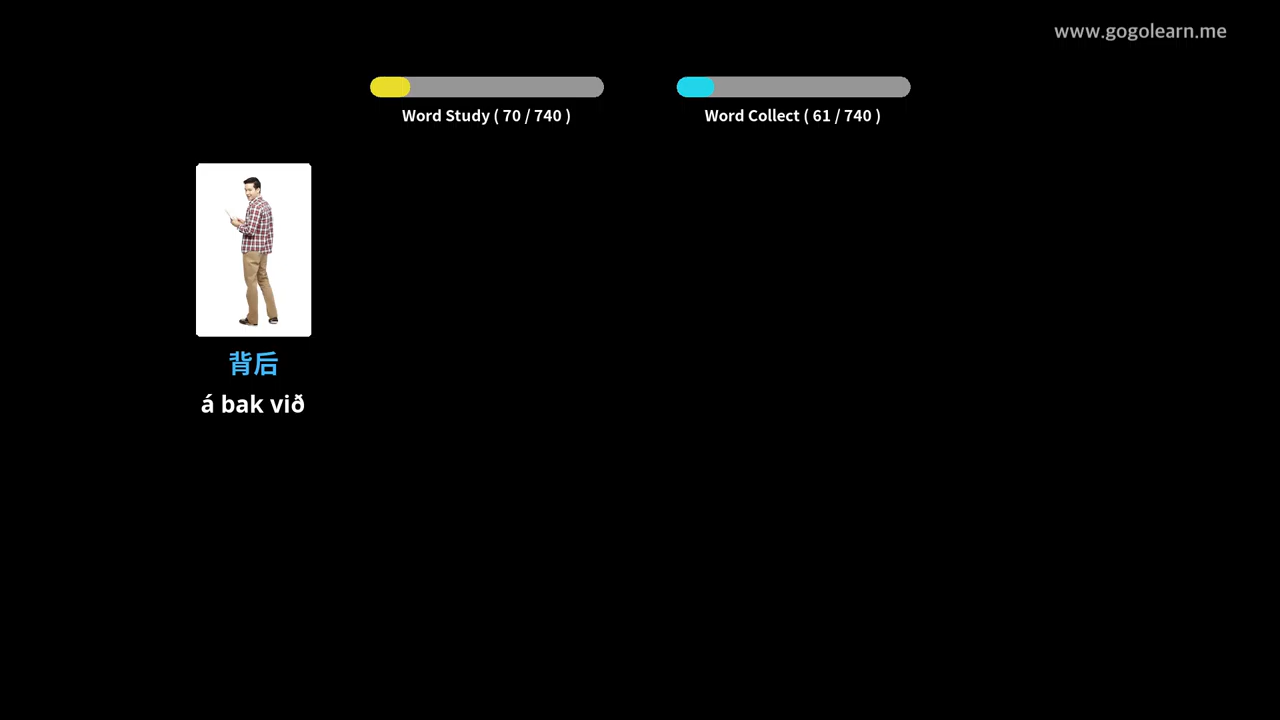 www.gogolearn.me
Word Study ( 70 / 740 )
Word Collect ( 61 / 740 )
背后
á bak við